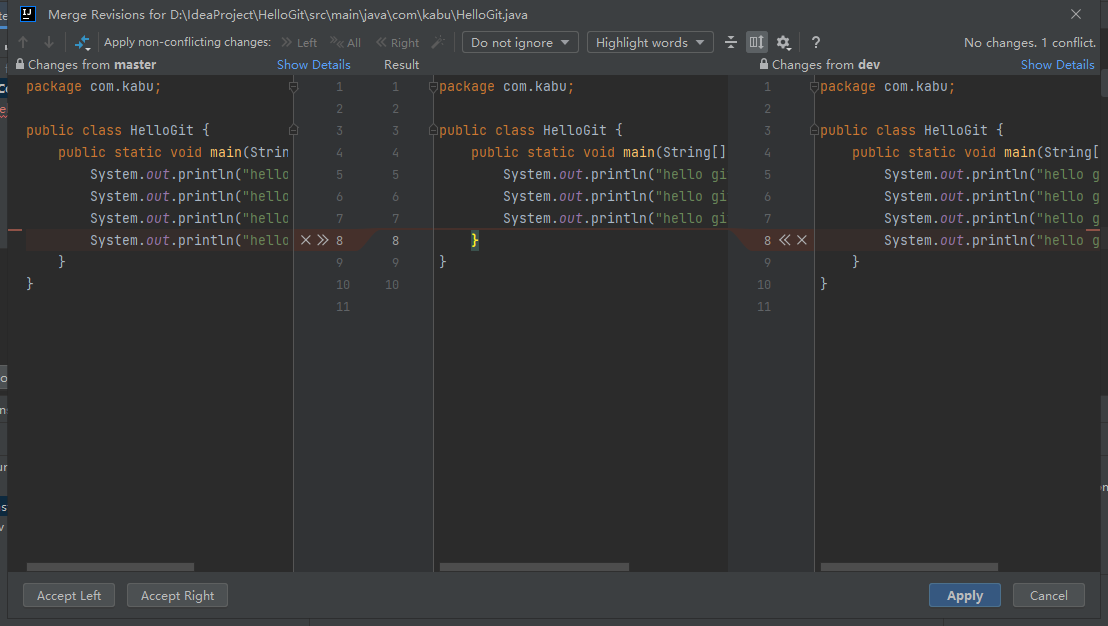 Merge Revisions for D:\IdeaProject\HelloGit\src\main\java\com\kabu\HelloGit.java
Apply non-conflicting changes: Left All Right Do not ignore Highlight words ? No changes. 1 conflict.
Changes from master Show Details Result Changes from dev Show Details
package com.kabu; 1 1 package com.kabu; 1 package com.kabu;
2 2 2
public class HelloGit { 3 3 public class HelloGit { 3 public class HelloGit {
public static void main(Strin 4 4 public static void main(String[] 4 public static void main(String[
System.out.println("hello 5 5 System.out.println("hello gi 5 System.out.println("hello g
System.out.println("hello 6 6 System.out.println("hello gi 6 System.out.println("hello g
System.out.println("hello 7 7 System.out.println("hello gi 7 System.out.println("hello g
System.out.println("hello 8 8 } 8 System.out.println("hello g
} 9 9 } 9 }
} 10 10 10 }
11 11
Accept Left Accept Right Apply Cancel